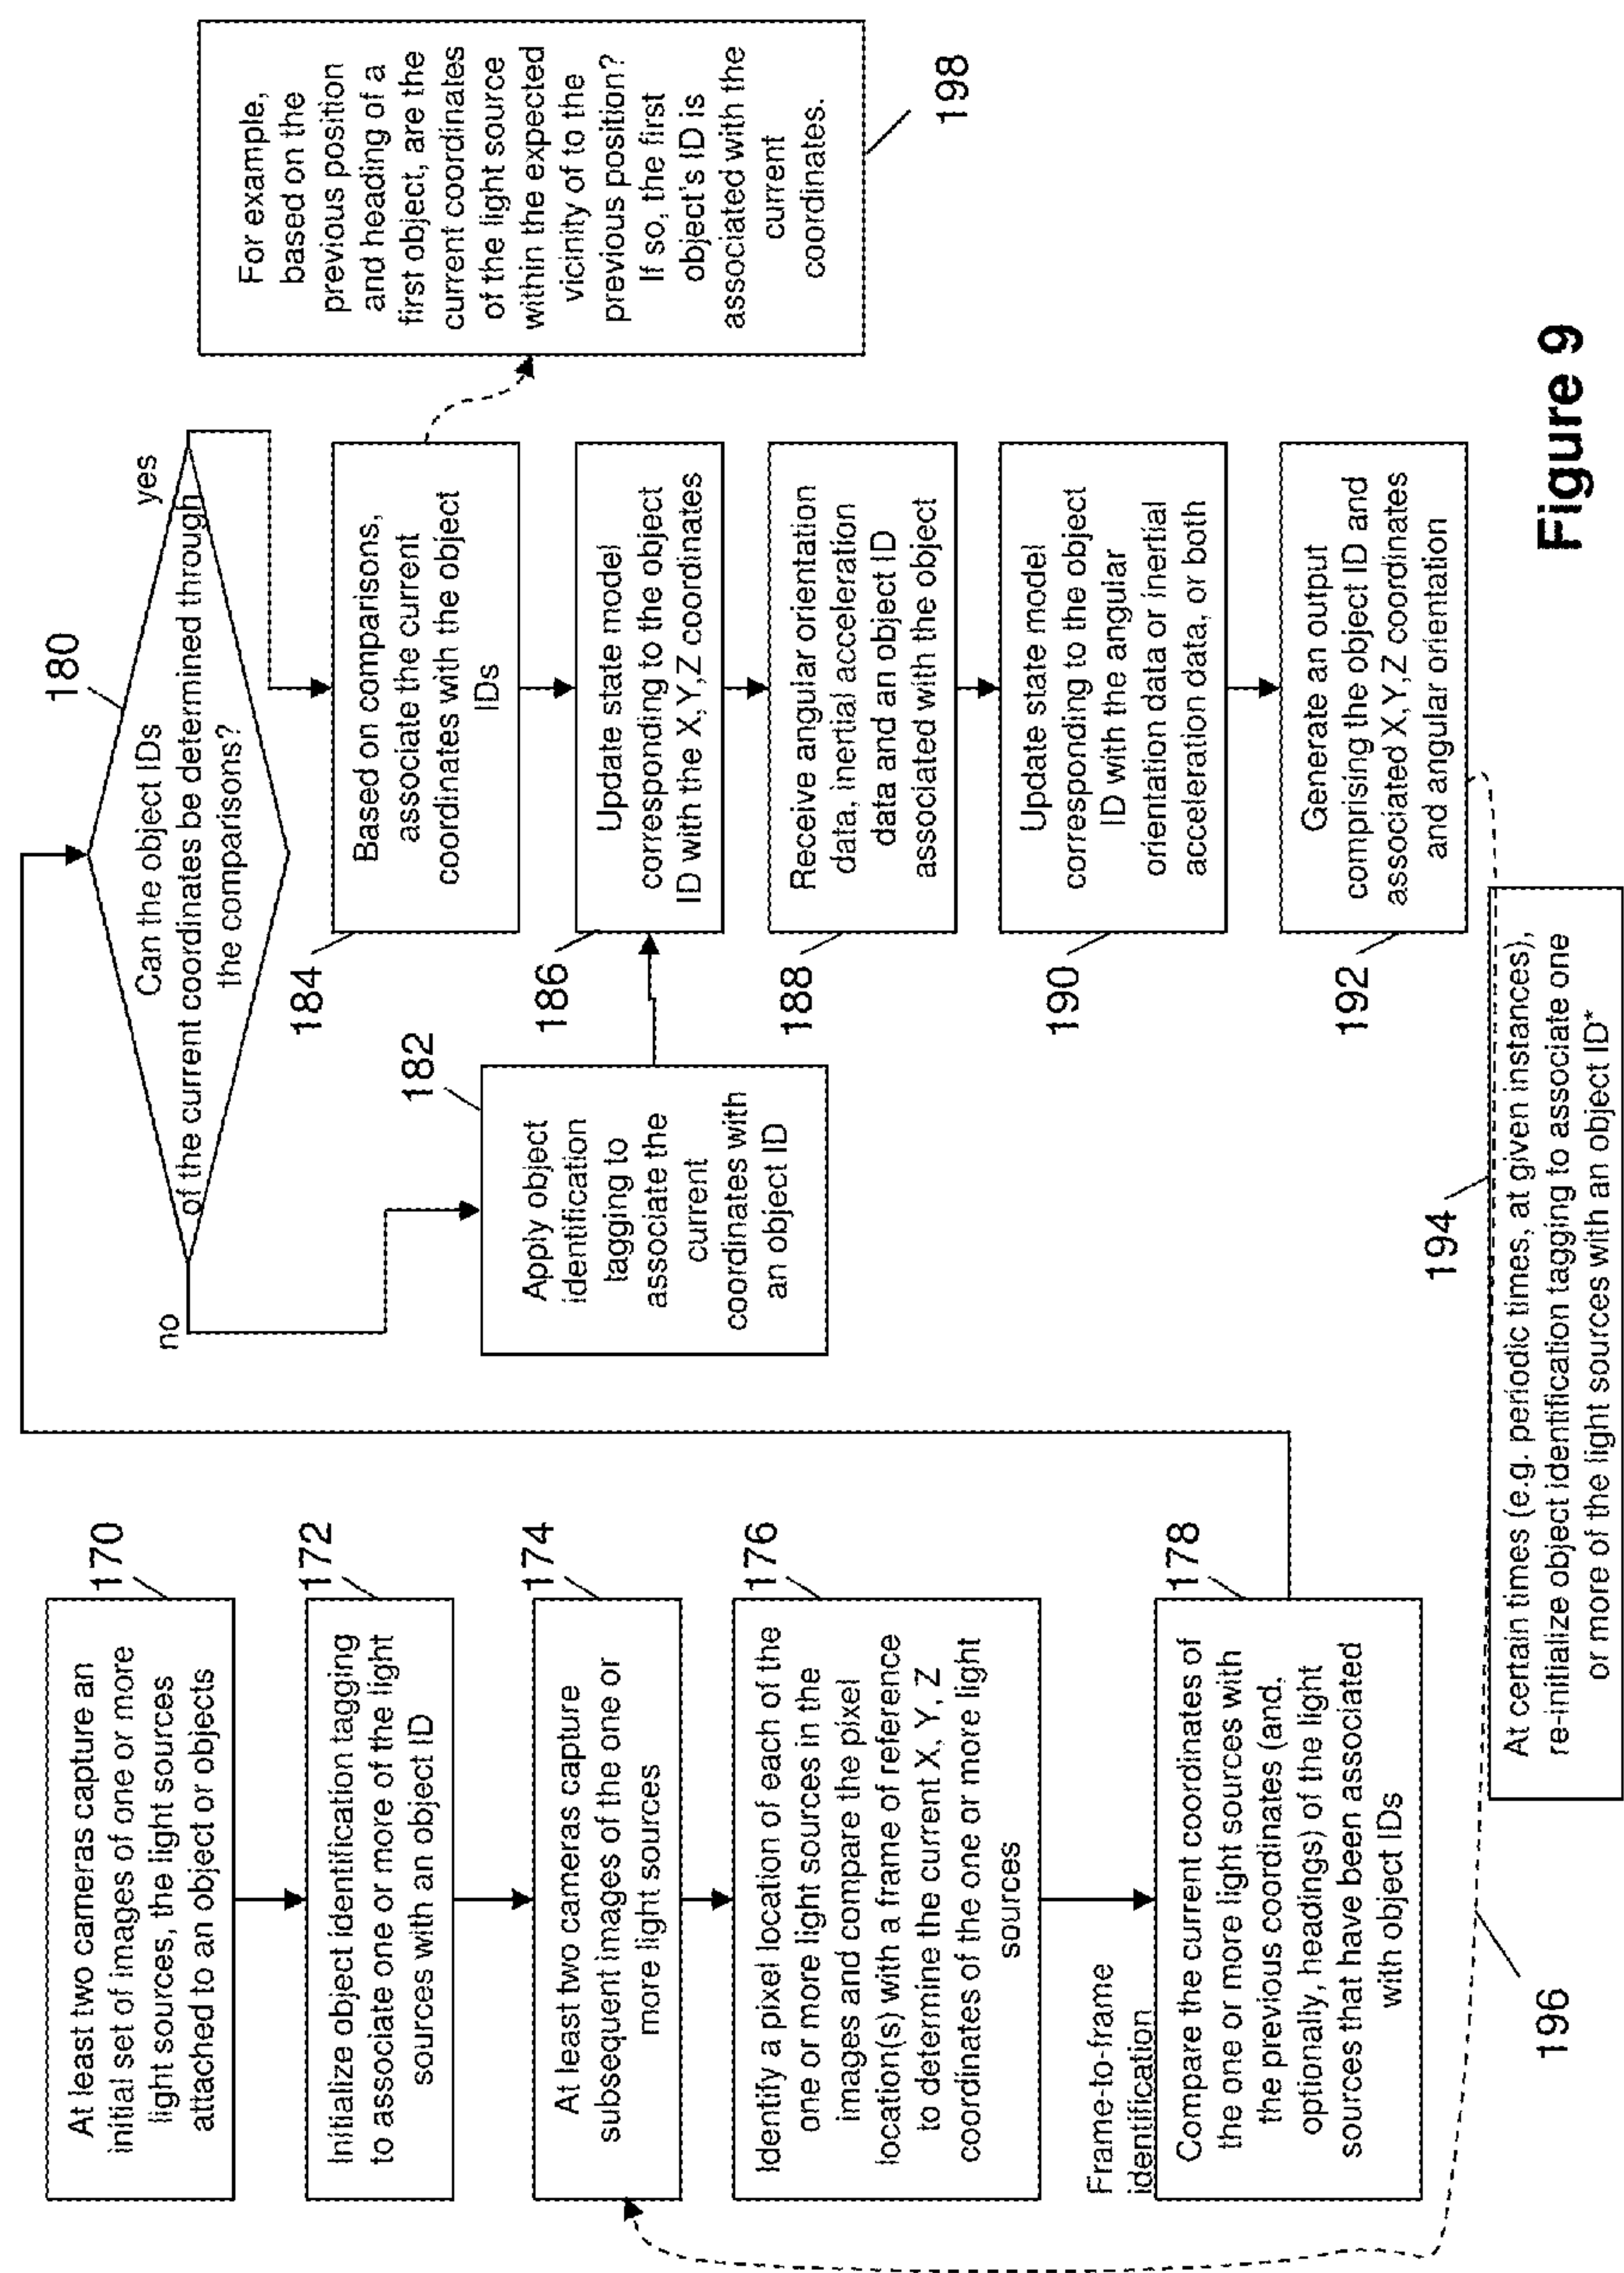 At least two cameras capture an
initial set of images of one or more
light sources, the light sources
attached to an object or objects
170
Initialize object identification tagging
to associate one or more of the light
sources with an object ID
172
At least two cameras capture
subsequent images of the one or
more light sources
174
Identify a pixel location of each of the
one or more light sources in the
images and compare the pixel
location(s) with a frame of reference
to determine the current X, Y, Z
coordinates of the one or more light
sources
176
Frame-to-frame
identification
Compare the current coordinates of
the one or more light sources with
the previous coordinates (and,
optionally, headings) of the light
sources that have been associated
with object IDs
178
180
Can the object IDs
of the current coordinates be determined through
the comparisons?
no
yes
182
Apply object
identification
tagging to
associate the
current
coordinates with
an object ID
184
Based on comparisons,
associate the current
coordinates with the object
IDs
186
Update state model
corresponding to the object
ID with the X,Y,Z coordinates
188
Receive angular orientation
data, inertial acceleration
data and an object ID
associated with the object
190
Update state model
corresponding to the object
ID with the angular
orientation data or inertial
acceleration data, or both
192
Generate an output
comprising the object ID and
associated X,Y,Z coordinates
and angular orientation
For example,
based on the
previous position
and heading of a
first object, are the
current coordinates
of the light source
within the expected
vicinity of to the
previous position?
If so, the first
object's ID is
associated with the
current
coordinates.
198
194
At certain times (e.g. periodic times, at given instances),
re-initialize object identification tagging to associate one
or more of the light sources with an object ID*
196
Figure 9